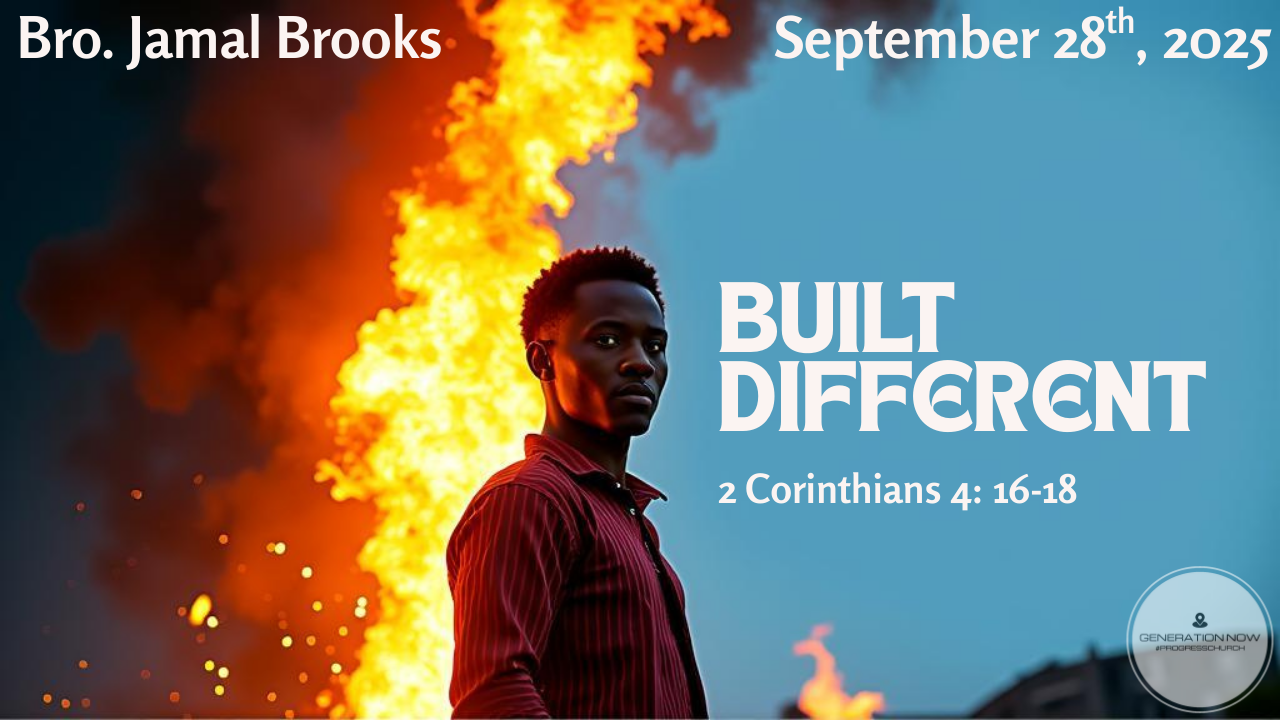 Bro. Jamal Brooks
September 28th, 2025
BUILT
DIFFERENT
2 Corinthians 4: 16-18
GENERATION NOW
#PROGRESSCHURCH